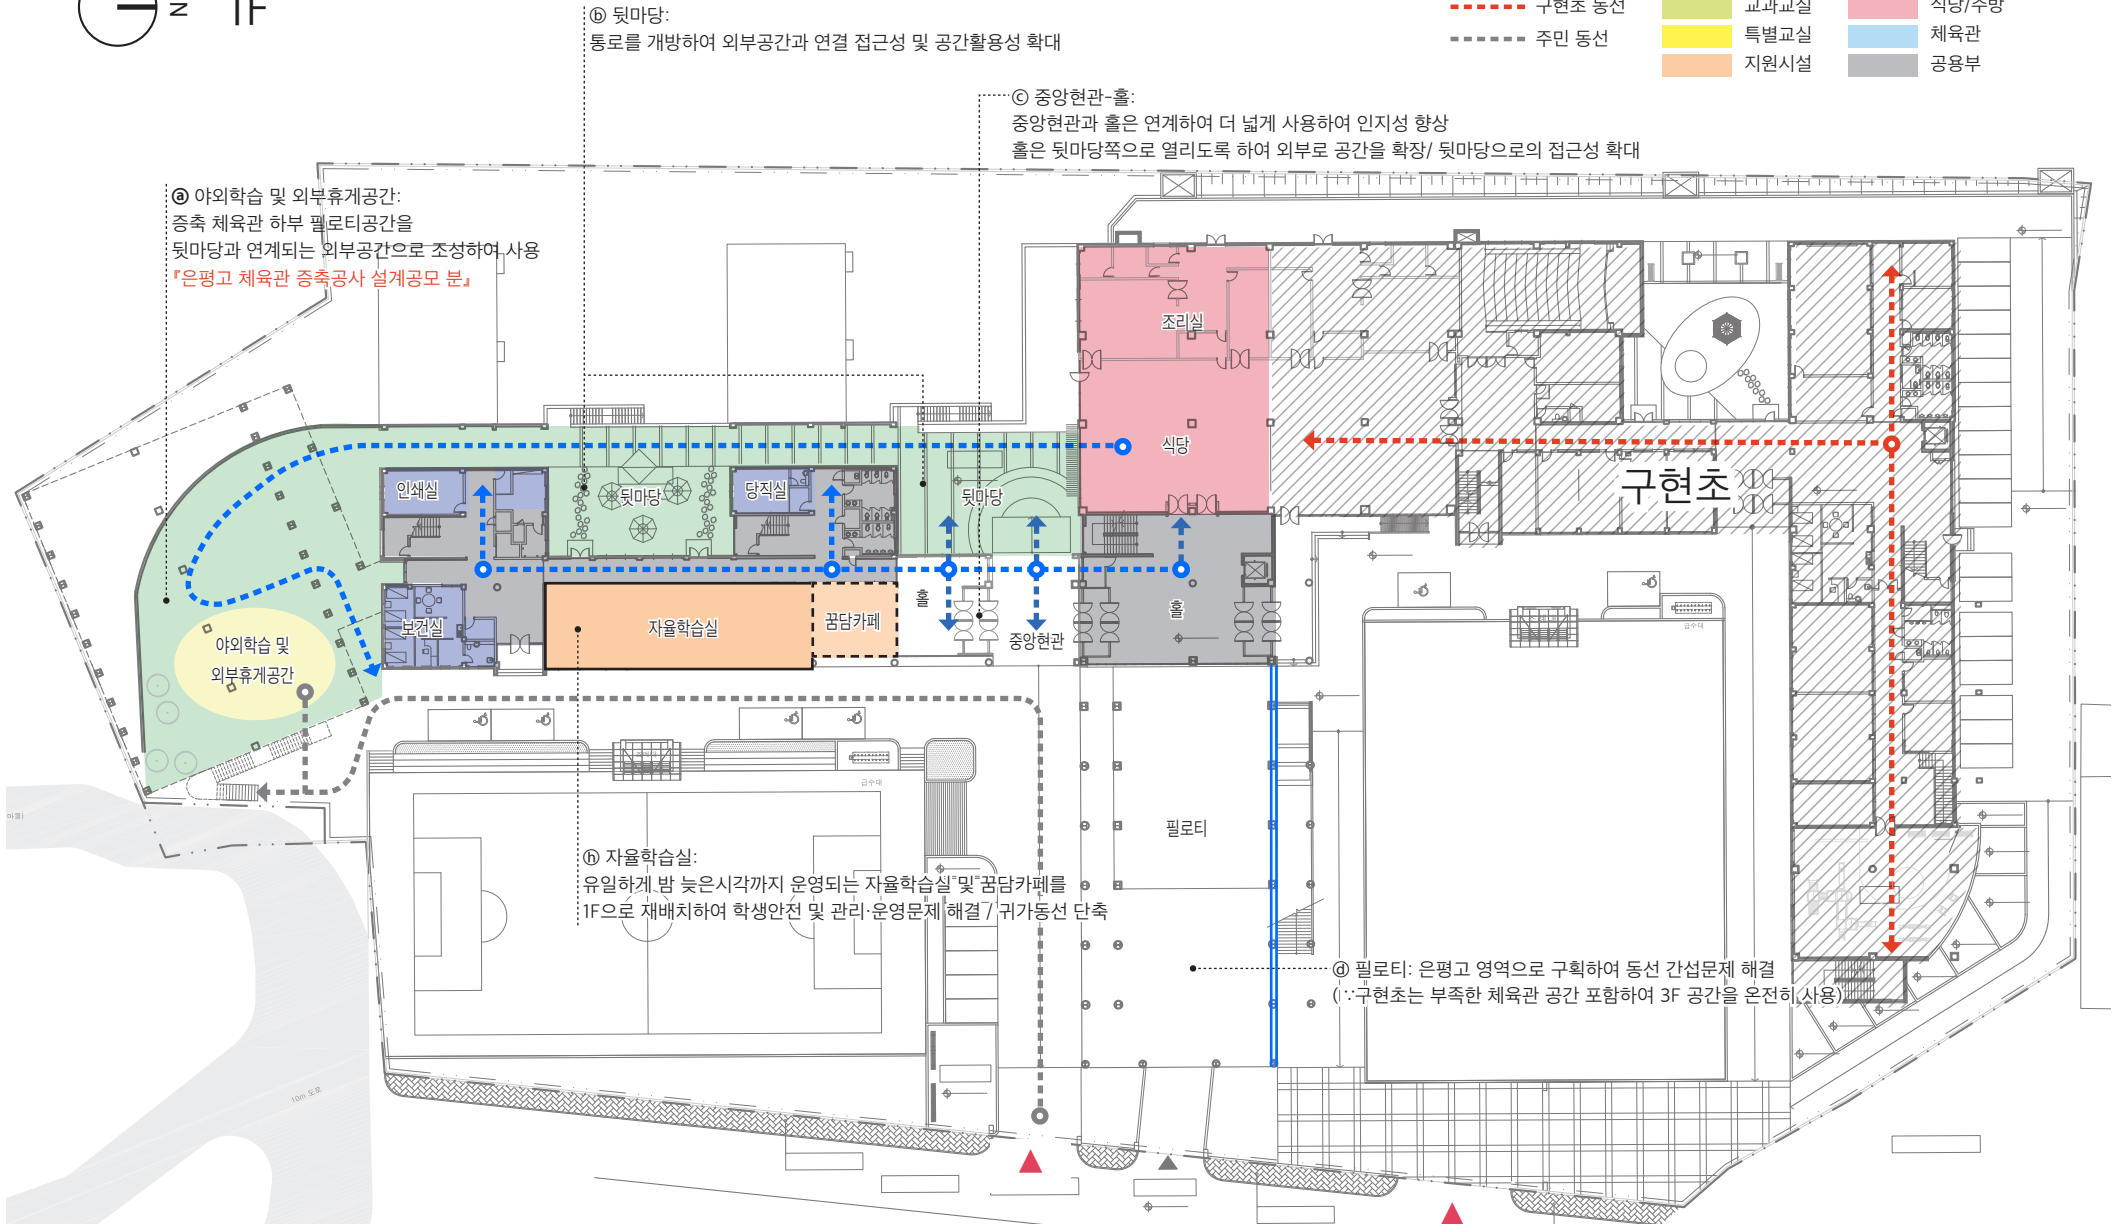 1F
N
구현초 동선
주민 동선
교과교실
특별교실
지원시설
식당/주방
체육관
공용부
ⓑ 뒷마당:
통로를 개방하여 외부공간과 연결 접근성 및 공간활용성 확대
ⓒ 중앙현관-홀:
중앙현관과 홀은 연계하여 더 넓게 사용하여 인지성 향상
홀은 뒷마당쪽으로 열리도록 하여 외부로 공간을 확장/ 뒷마당으로의 접근성 확대
ⓐ 야외학습 및 외부휴게공간:
증축 체육관 하부 필로티공간을
뒷마당과 연계되는 외부공간으로 조성하여 사용
『은평고 체육관 증축공사 설계공모 분』
조리실
식당
구현초
인쇄실
뒷마당
당직실
뒷마당
보건실
자율학습실
꿈담카페
홀
중앙현관
홀
야외학습 및
외부휴게공간
급수대
급수대
필로티
ⓗ 자율학습실:
유일하게 밤 늦은시각까지 운영되는 자율학습실 및 꿈담카페를
1F으로 재배치하여 학생안전 및 관리·운영문제 해결 / 귀가동선 단축
ⓓ 필로티: 은평고 영역으로 구획하여 동선 간섭문제 해결
(∵구현초는 부족한 체육관 공간 포함하여 3F 공간을 온전히 사용)
10m 도로